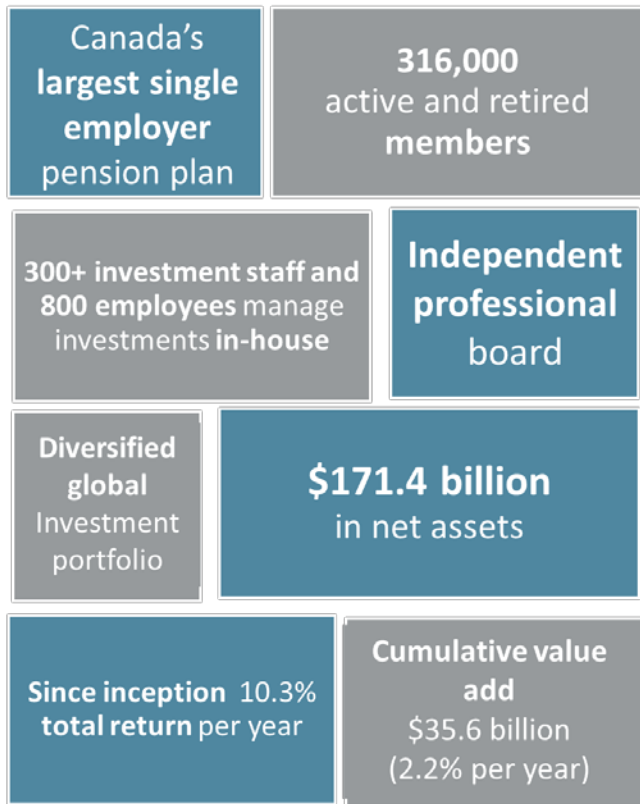 Canada’s
largest single
employer
pension plan
316,000
active and retired
members
300+ investment staff and
800 employees manage
investments in-house
Independent
professional
board
Diversified
global
Investment
portfolio
$171.4 billion
in net assets
Since inception 10.3%
total return per year
Cumulative value
add
$35.6 billion
(2.2% per year)